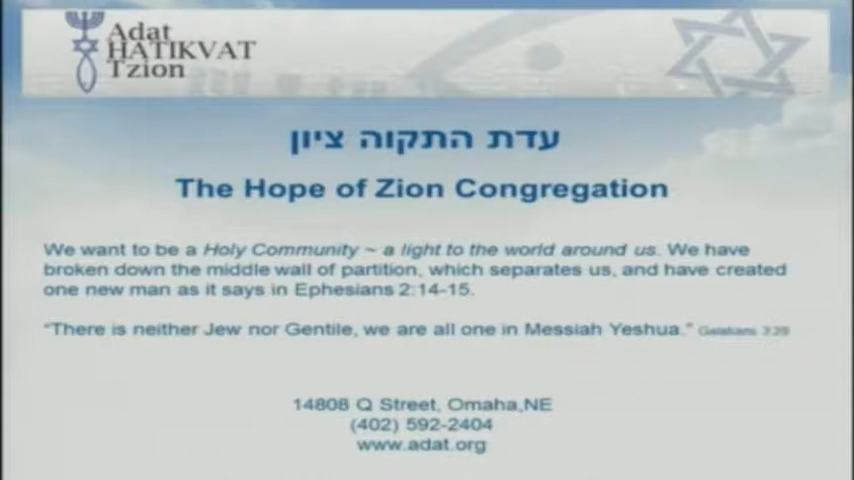 Adat
HATIKVAT
Tzion
עדת התקוה ציון
The Hope of Zion Congregation
We want to be a Holy Community ~ a light to the world around us. We have
broken down the middle wall of partition, which separates us, and have created
one new man as it says in Ephesians 2:14-15.
"There is neither Jew nor Gentile, we are all one in Messiah Yeshua." Galatians
14808 Q Street, Omaha,NE
(402) 592-2404
www.adat.org